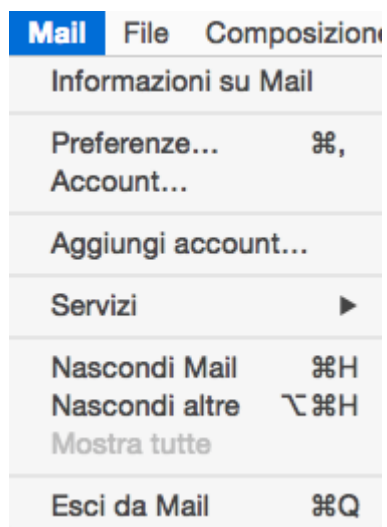 Mail File Composizione
Informazioni su Mail
Preferenze... ⌘,
Account...
Aggiungi account...
Servizi ▶
Nascondi Mail ⌘H
Nascondi altre ⌥⌘H
Mostra tutte
Esci da Mail ⌘Q